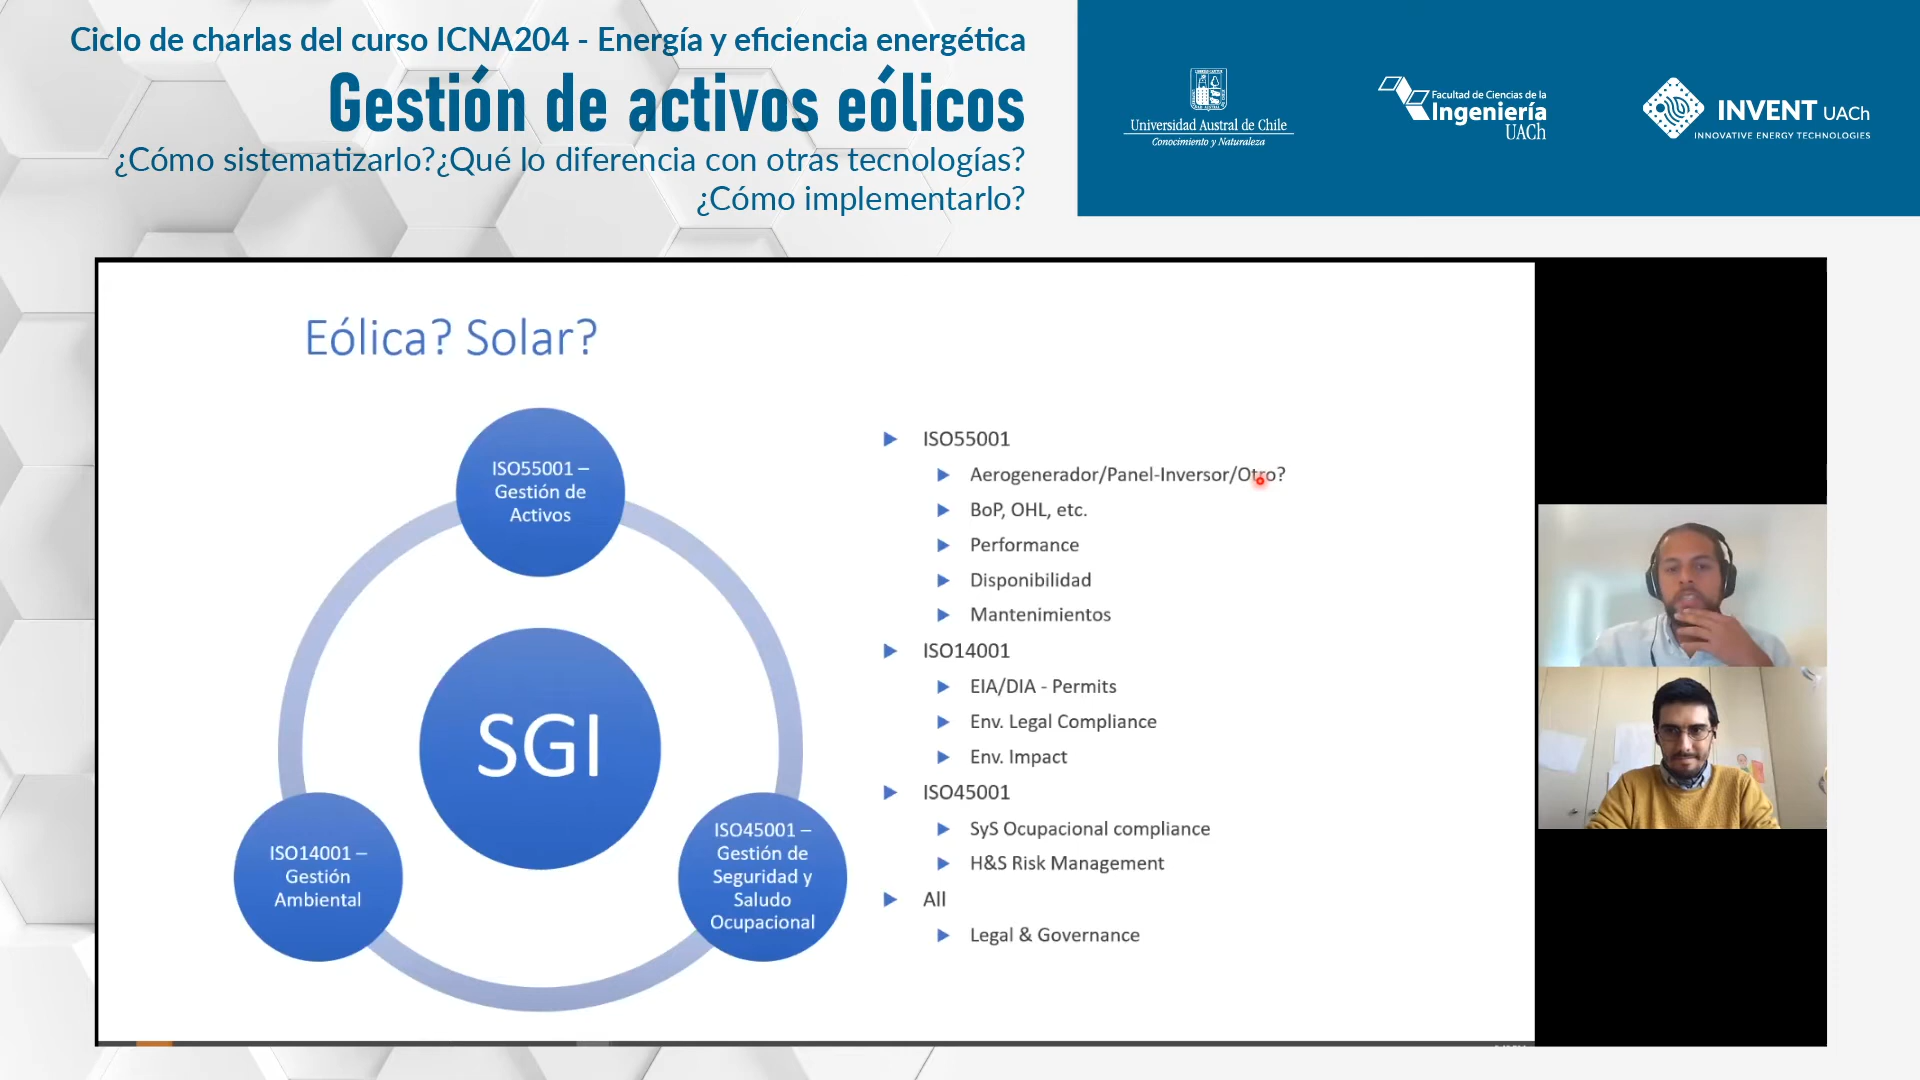 Ciclo de charlas del curso ICNA204 - Energía y eficiencia energética
Gestión de activos eólicos
¿Cómo sistematizarlo?¿Qué lo diferencia con otras tecnologías?
¿Cómo implementarlo?
Universidad Austral de Chile
Conocimiento y Naturaleza
Facultad de Ciencias de la
Ingeniería
UACh
INVENT UACh
INNOVATIVE ENERGY TECHNOLOGIES
Eólica? Solar?
ISO55001 –
Gestión de
Activos
SGI
ISO14001 –
Gestión
Ambiental
ISO45001 –
Gestión de
Seguridad y
Saludo
Ocupacional
ISO55001
Aerogenerador/Panel-Inversor/Otro?
BoP, OHL, etc.
Performance
Disponibilidad
Mantenimientos
ISO14001
EIA/DIA - Permits
Env. Legal Compliance
Env. Impact
ISO45001
SyS Ocupacional compliance
H&S Risk Management
All
Legal & Governance